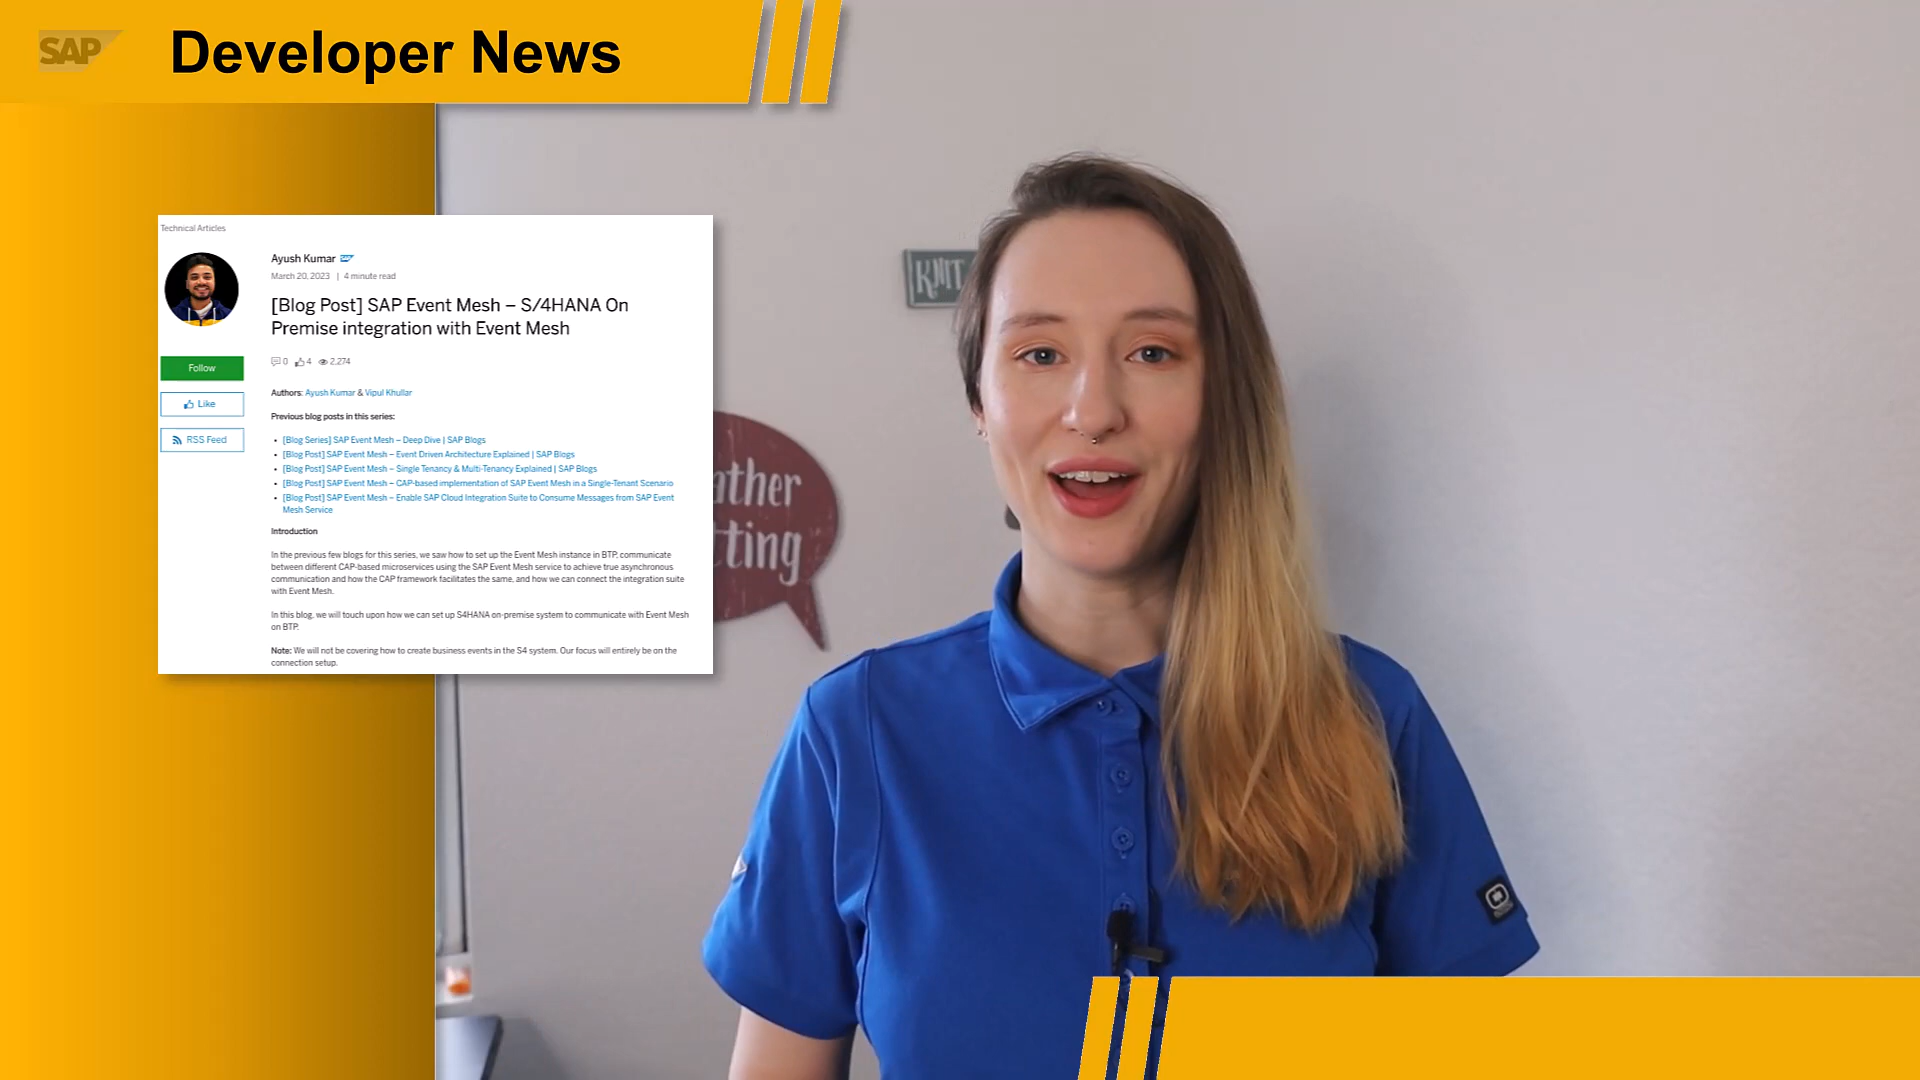 SAP
Developer News
Technical Articles
Ayush Kumar SAP
March 20, 2023 | 4 minute read
[Blog Post] SAP Event Mesh – S/4HANA On
Premise integration with Event Mesh
0 4 2,274
Follow
Like
RSS Feed
Authors: Ayush Kumar & Vipul Khullar
Previous blog posts in this series:
• [Blog Series] SAP Event Mesh – Deep Dive | SAP Blogs
• [Blog Post] SAP Event Mesh – Event Driven Architecture Explained | SAP Blogs
• [Blog Post] SAP Event Mesh – Single Tenancy & Multi-Tenancy Explained | SAP Blogs
• [Blog Post] SAP Event Mesh – CAP-based implementation of SAP Event Mesh in a Single-Tenant Scenario
• [Blog Post] SAP Event Mesh – Enable SAP Cloud Integration Suite to Consume Messages from SAP Event
Mesh Service
Introduction
In the previous few blogs for this series, we saw how to set up the Event Mesh instance in BTP, communicate
between different CAP-based microservices using the SAP Event Mesh service to achieve true asynchronous
communication and how the CAP framework facilitates the same, and how we can connect the integration suite
with Event Mesh.
In this blog, we will touch upon how we can set up S4HANA on-premise system to communicate with Event Mesh
on BTP.
Note: We will not be covering how to create business events in the S4 system. Our focus will entirely be on the
connection setup.
KNIT
ather
tting